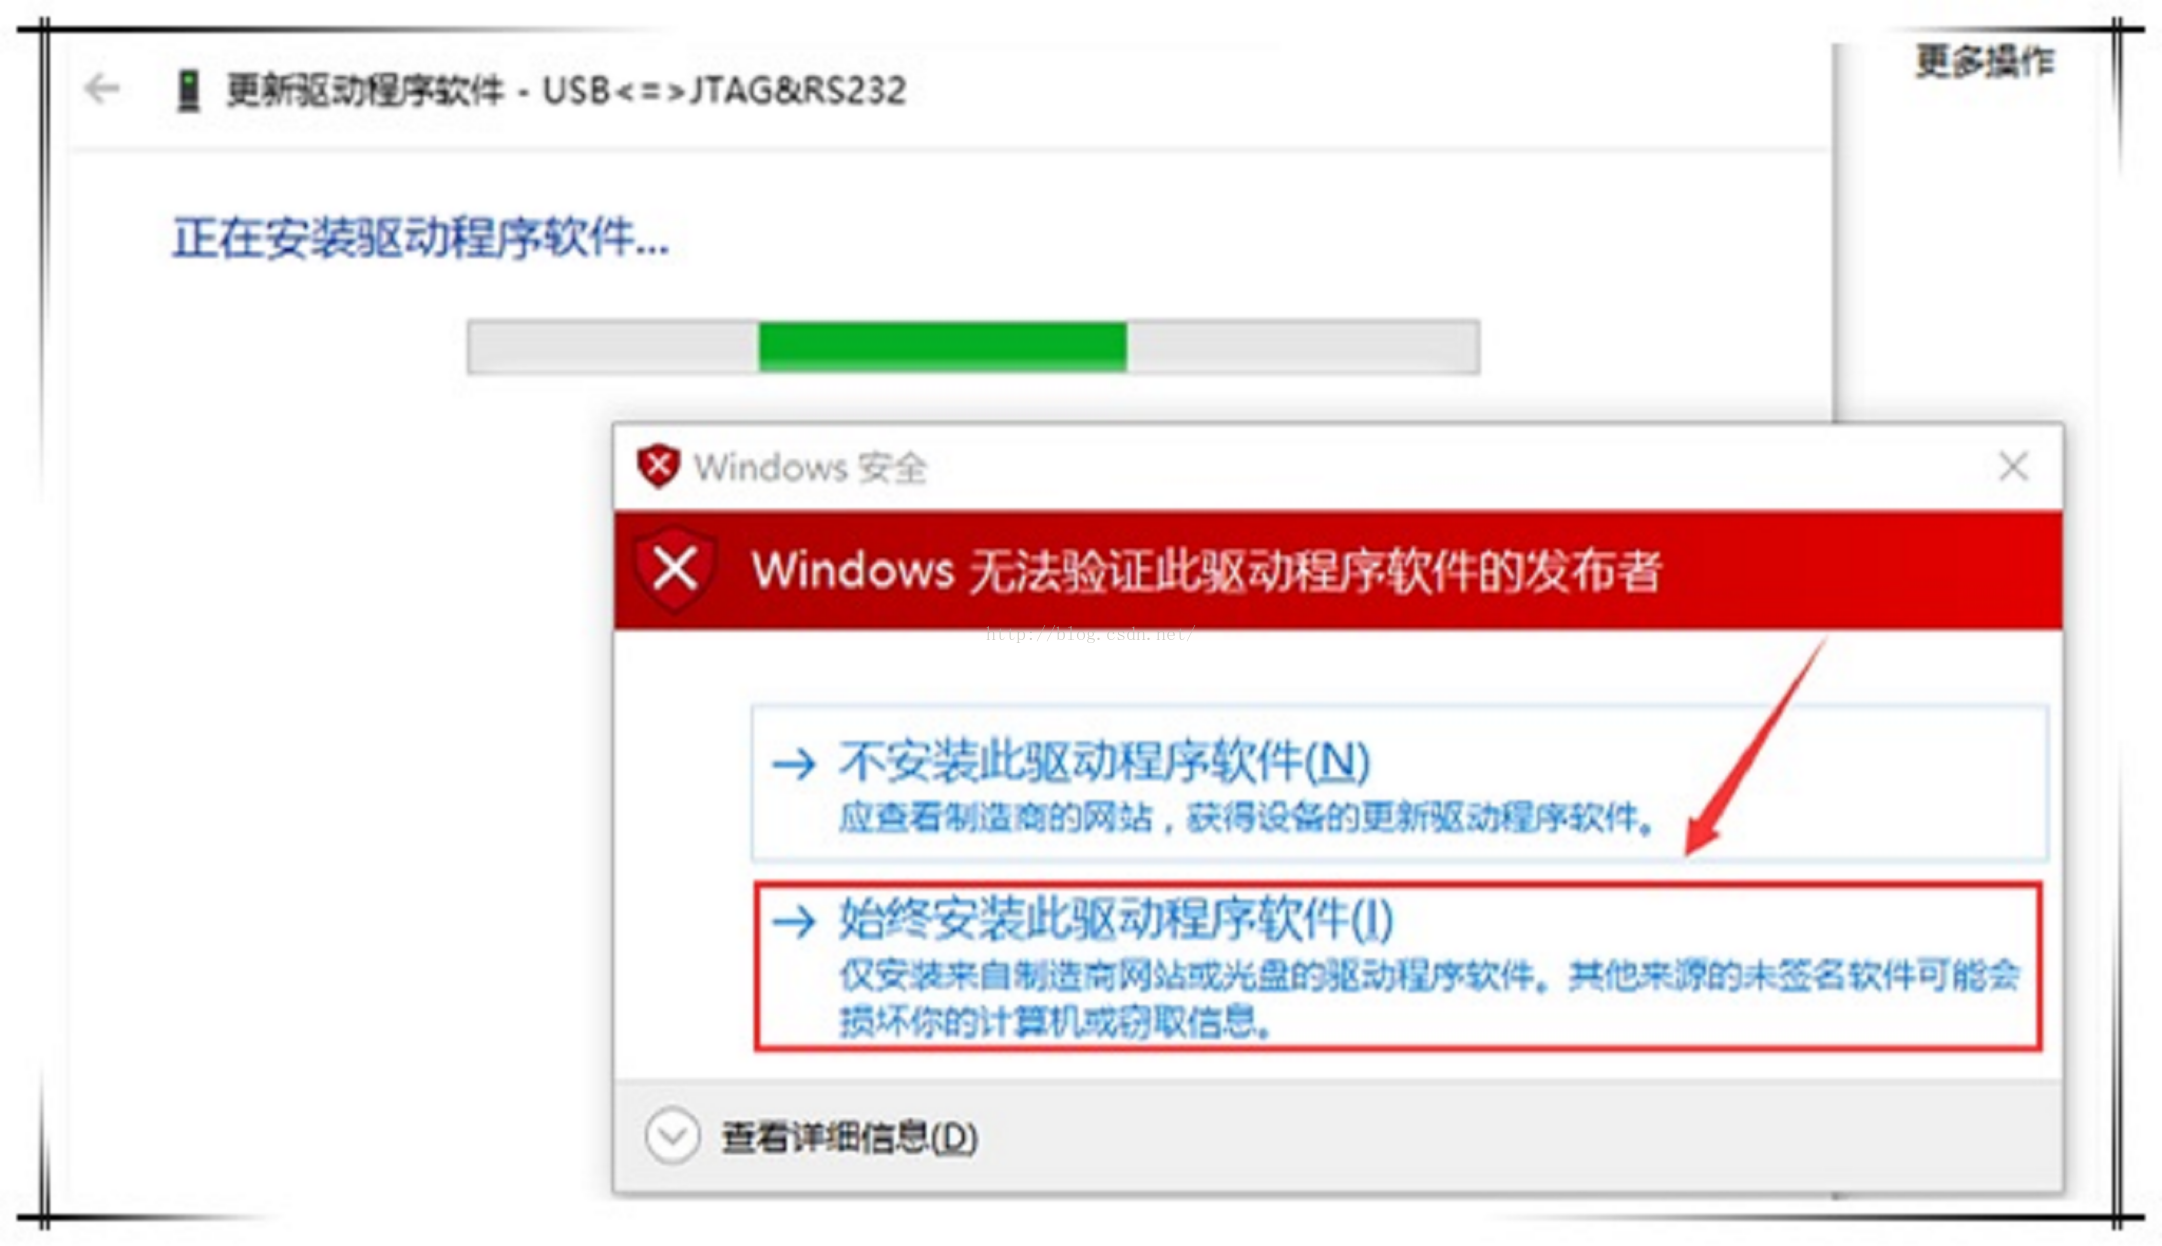 更多操作
更新驱动程序软件 - USB<=>JTAG&RS232
正在安装驱动程序软件...
Windows 安全
Windows 无法验证此驱动程序软件的发布者
http://blog.csdn.net/
不安装此驱动程序软件(N)
应查看制造商的网站，获得设备的更新驱动程序软件。
始终安装此驱动程序软件(I)
仅安装来自制造商网站或光盘的驱动程序软件。其他来源的未签名软件可能会
损坏你的计算机或窃取信息。
查看详细信息(D)